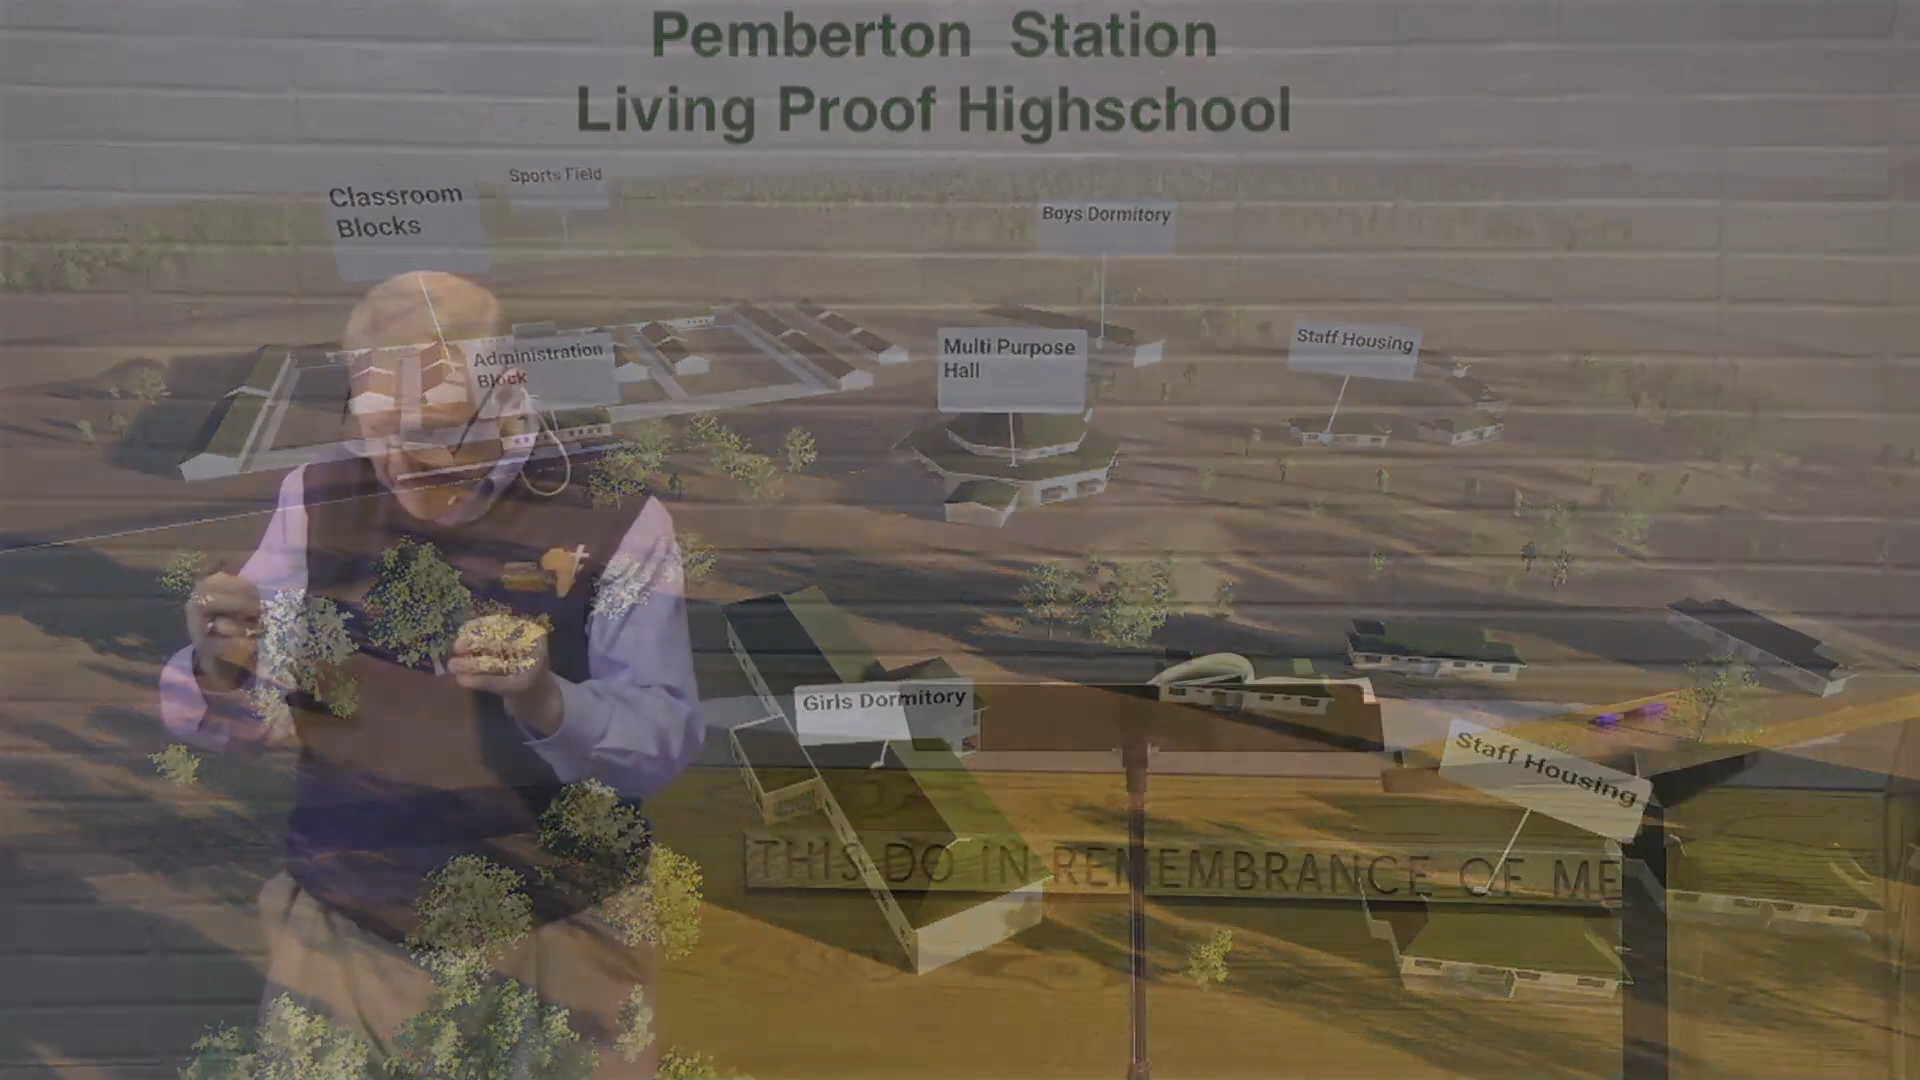 Pemberton Station
Living Proof Highschool
Sports Field
Classroom
Blocks
Boys Dormitory
Administration
Block
Multi Purpose
Hall
Staff Housing
Girls Dormitory
Staff Housing
THIS DO IN REMEMBRANCE OF ME